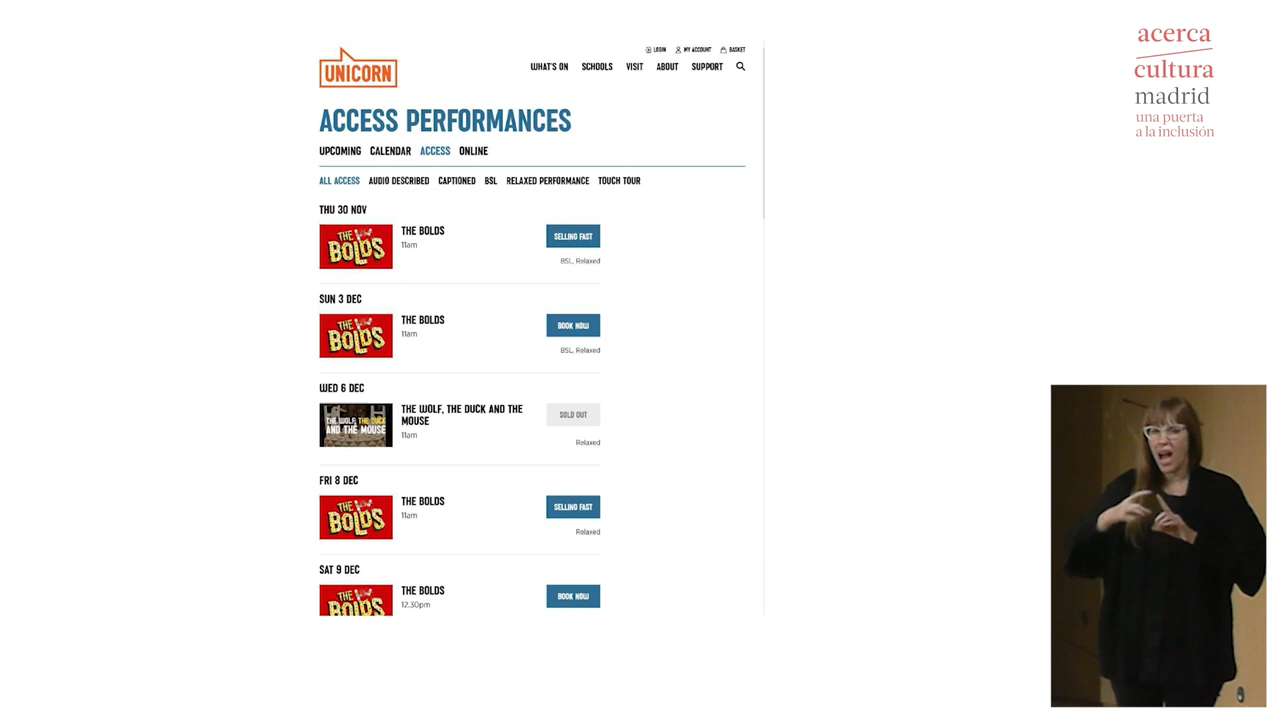 LOGIN MY ACCOUNT BASKET
UNICORN
WHAT'S ON SCHOOLS VISIT ABOUT SUPPORT
ACCESS PERFORMANCES
UPCOMING CALENDAR ACCESS ONLINE
ALL ACCESS AUDIO DESCRIBED CAPTIONED BSL RELAXED PERFORMANCE TOUCH TOUR
THU 30 NOV
THE BOLDS
THE BOLDS
11am
SELLING FAST
BSL, Relaxed
SUN 3 DEC
THE BOLDS
THE BOLDS
11am
BOOK NOW
BSL, Relaxed
WED 6 DEC
THE WOLF, THE DUCK
AND THE MOUSE
THE WOLF, THE DUCK AND THE
MOUSE
11am
SOLD OUT
Relaxed
FRI 8 DEC
THE BOLDS
THE BOLDS
11am
SELLING FAST
Relaxed
SAT 9 DEC
THE BOLDS
THE BOLDS
12.30pm
BOOK NOW
acerca
cultura
madrid
una puerta
a la inclusión